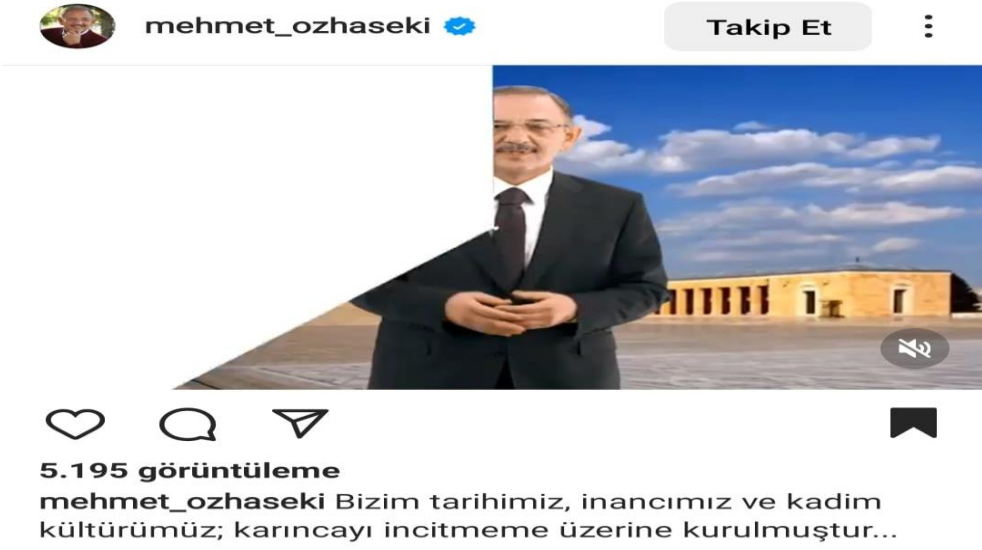 mehmet_ozhaseki
Takip Et
5.195 görüntüleme
mehmet_ozhaseki Bizim tarihimiz, inancımız ve kadim
kültürümüz; karıncayı incitmeme üzerine kurulmuştur...